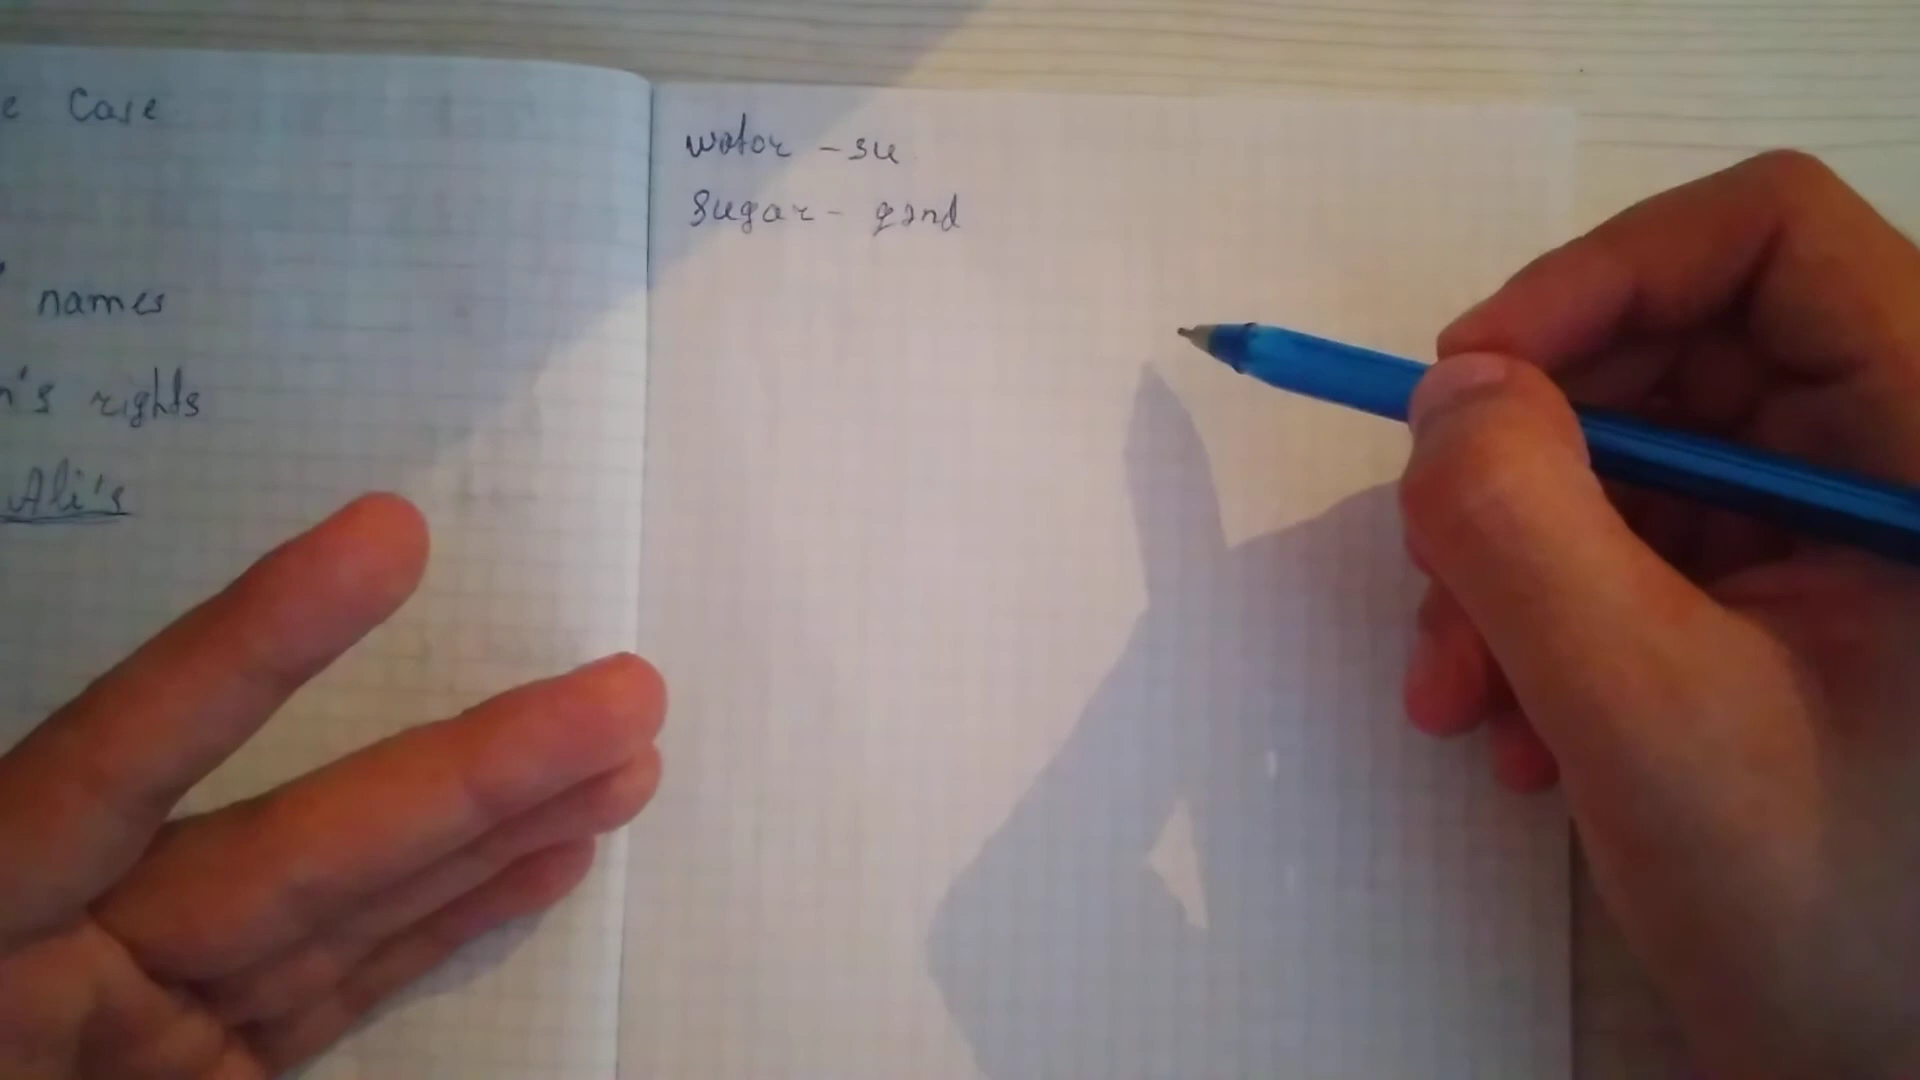 e Case
names
n's rights
Ali's
water - su
Sugar - qənd